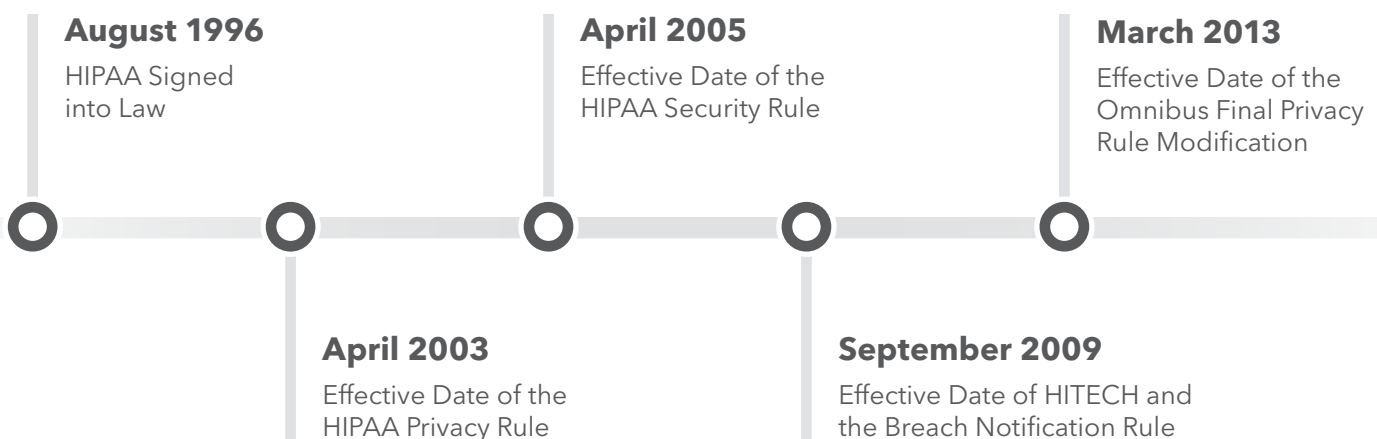 August 1996
HIPAA Signed
into Law
April 2003
Effective Date of the
HIPAA Privacy Rule
April 2005
Effective Date of the
HIPAA Security Rule
September 2009
Effective Date of HITECH and
the Breach Notification Rule
March 2013
Effective Date of the
Omnibus Final Privacy
Rule Modification